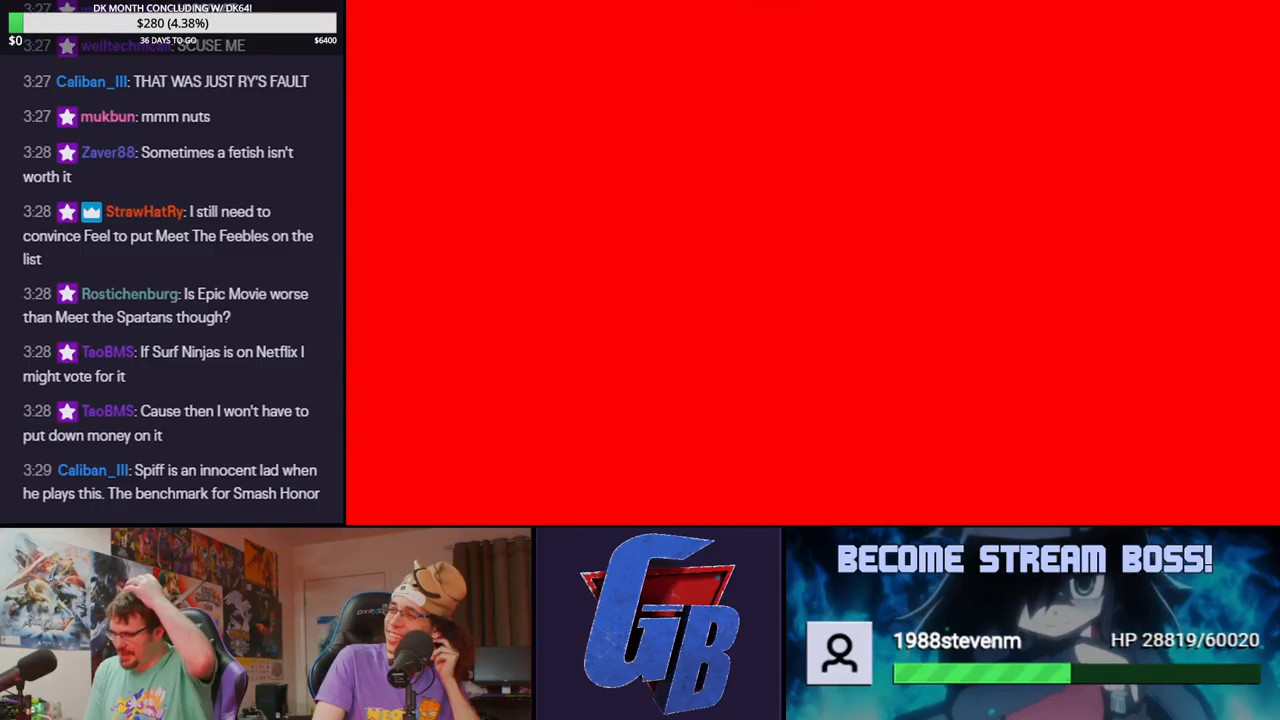 DK MONTH CONCLUDING W/ DK64!
$280 (4.38%)
$0 36 DAYS TO GO $6400
3:27
3:27 welltechnically: SCUSE ME
3:27 Caliban_III: THAT WAS JUST RY'S FAULT
3:27 mukbun: mmm nuts
3:28 Zaver88: Sometimes a fetish isn't
worth it
3:28 StrawHatRy: I still need to
convince Feel to put Meet The Feebles on the
list
3:28 Rostichenburg: Is Epic Movie worse
than Meet the Spartans though?
3:28 TaoBMS: If Surf Ninjas is on Netflix I
might vote for it
3:28 TaoBMS: Cause then I won't have to
put down money on it
3:29 Caliban_III: Spiff is an innocent lad when
he plays this. The benchmark for Smash Honor
GB
BECOME STREAM BOSS!
1988stevenm HP 28819/60020